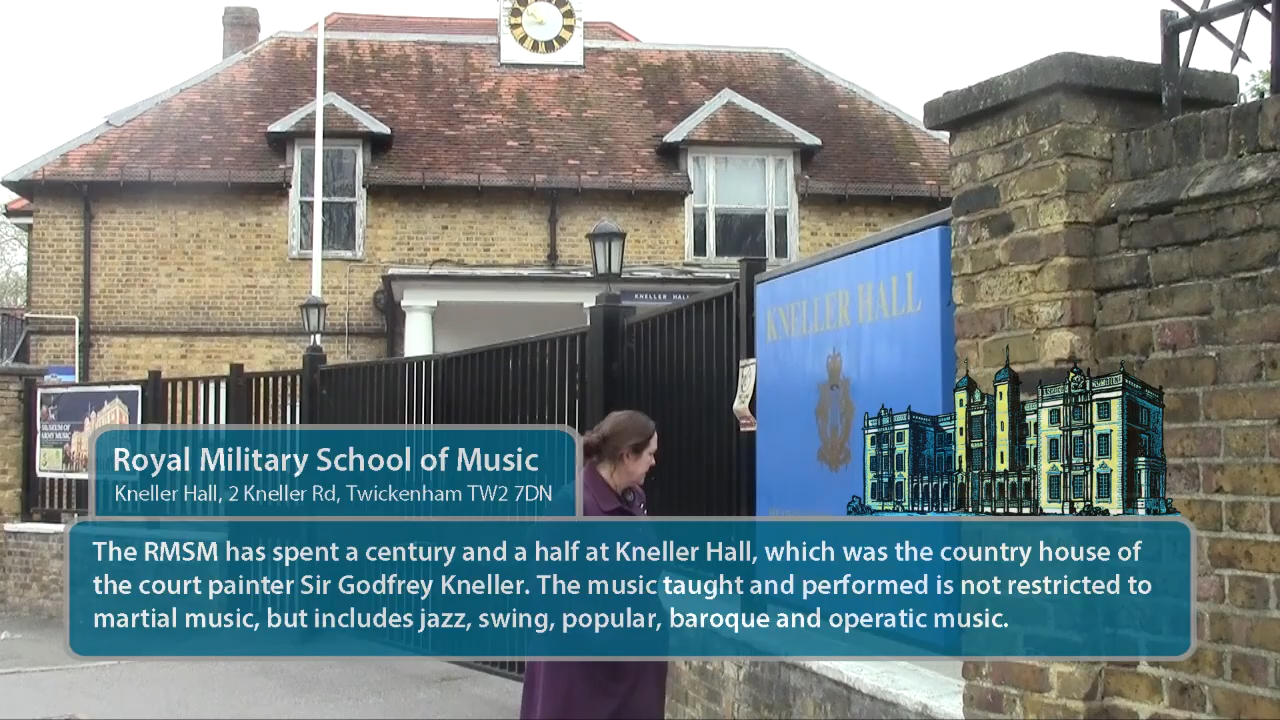 KNELLER HALL
KNELLER HALL
MUSEUM OF
ARMY MUSIC
Royal Military School of Music
Kneller Hall, 2 Kneller Rd, Twickenham TW2 7DN
The RMSM has spent a century and a half at Kneller Hall, which was the country house of
the court painter Sir Godfrey Kneller. The music taught and performed is not restricted to
martial music, but includes jazz, swing, popular, baroque and operatic music.